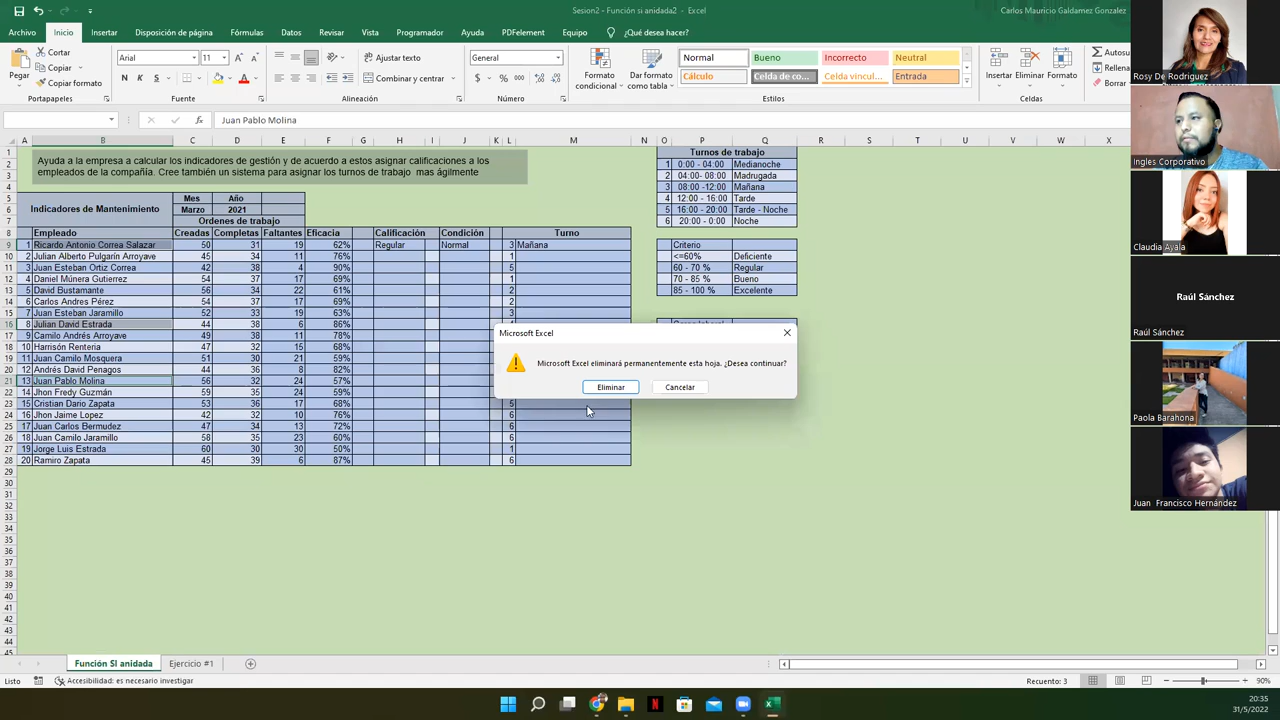 Sesion2 - Función si anidada2 - Excel
Carlos Mauricio Galdamez Gonzalez
Archivo Inicio Insertar Disposición de página Fórmulas Datos Revisar Vista Programador Ayuda PDFelement Equipo ¿Qué desea hacer?
Pegar
Cortar
Copiar
Copiar formato
Portapapeles
Arial 11
N K S
Fuente
Ajustar texto
Combinar y centrar
Alineación
General
$ % 000
Número
Formato condicional
Dar formato como tabla
Normal Bueno Incorrecto Neutral
Cálculo Celda de co... Celda vincul... Entrada
Estilos
Insertar Eliminar Formato
Celdas
Autosu
Rellena
Borrar
fx Juan Pablo Molina
A B C D E F G H I J K L M N O P Q R S T U V W X
Ayuda a la empresa a calcular los indicadores de gestión y de acuerdo a estos asignar calificaciones a los
empleados de la compañía. Cree también un sistema para asignar los turnos de trabajo mas agilmente
Indicadores de Mantenimiento
Mes Año
Marzo 2021
Ordenes de trabajo
Empleado Creadas Completas Faltantes Eficacia Calificación Condición Turno
1 Ricardo Antonio Correa Salazar 50 31 19 62% Regular Normal 3 Mañana
2 Julian Alberto Pulgarín Arroyave 45 34 11 76% 1
3 Juan Esteban Ortiz Correa 42 38 4 90% 5
4 Daniel Múnera Gutierrez 54 37 17 69% 1
5 David Bustamante 56 34 22 61% 2
6 Carlos Andres Pérez 54 37 17 69% 2
7 Juan Esteban Jaramillo 52 33 19 63% 3
8 Julian David Estrada 44 38 6 86%
9 Camilo Andrés Arroyave 49 38 11 78%
10 Harrisón Renteria 47 32 15 68%
11 Juan Camilo Mosquera 51 30 21 59%
12 Andrés David Penagos 44 36 8 82%
13 Juan Pablo Molina 56 32 24 57%
14 Jhon Fredy Guzmán 59 35 24 59%
15 Cristian Dario Zapata 53 36 17 68% 5
16 Jhon Jaime Lopez 42 32 10 76% 6
17 Juan Carlos Bermudez 47 34 13 72% 6
18 Juan Camilo Jaramillo 58 35 23 60% 6
19 Jorge Luis Estrada 60 30 30 50% 1
20 Ramiro Zapata 45 39 6 87% 6
Turnos de trabajo
1 0:00 - 04:00 Medianoche
2 04:00- 08:00 Madrugada
3 08:00 -12:00 Mañana
4 12:00 - 16:00 Tarde
5 16:00 - 20:00 Tarde - Noche
6 20:00 - 0:00 Noche
Criterio
<=60% Deficiente
60 - 70 % Regular
70 - 85 % Bueno
85 - 100 % Excelente
Microsoft Excel
Microsoft Excel eliminará permanentemente esta hoja. ¿Desea continuar?
Eliminar Cancelar
Rosy De Rodriguez
Ingles Corporativo
Claudia Ayala
Raúl Sánchez
Raúl Sánchez
Paola Barahona
Juan Francisco Hernández
Función SI anidada Ejercicio #1
Listo Accesibilidad: es necesario investigar Recuento: 3 90%
20:35
31/5/2022